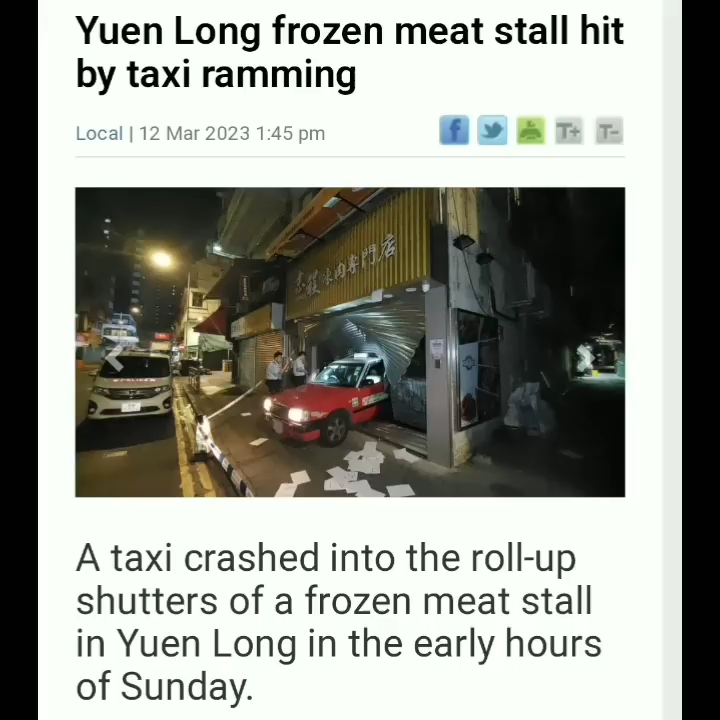 Yuen Long frozen meat stall hit
by taxi ramming
Local | 12 Mar 2023 1:45 pm
f T+ T-
冰肉專門店
A taxi crashed into the roll-up
shutters of a frozen meat stall
in Yuen Long in the early hours
of Sunday.